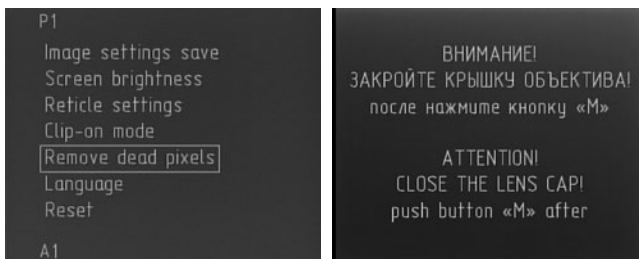 P1
Image settings save
Screen brightness
Reticle settings
Clip-on mode
Remove dead pixels
Language
Reset
A1
ВНИМАНИЕ!
ЗАКРОЙТЕ КРЫШКУ ОБЪЕКТИВА!
после нажмите кнопку «М»
ATTENTION!
CLOSE THE LENS CAP!
push button «M» after